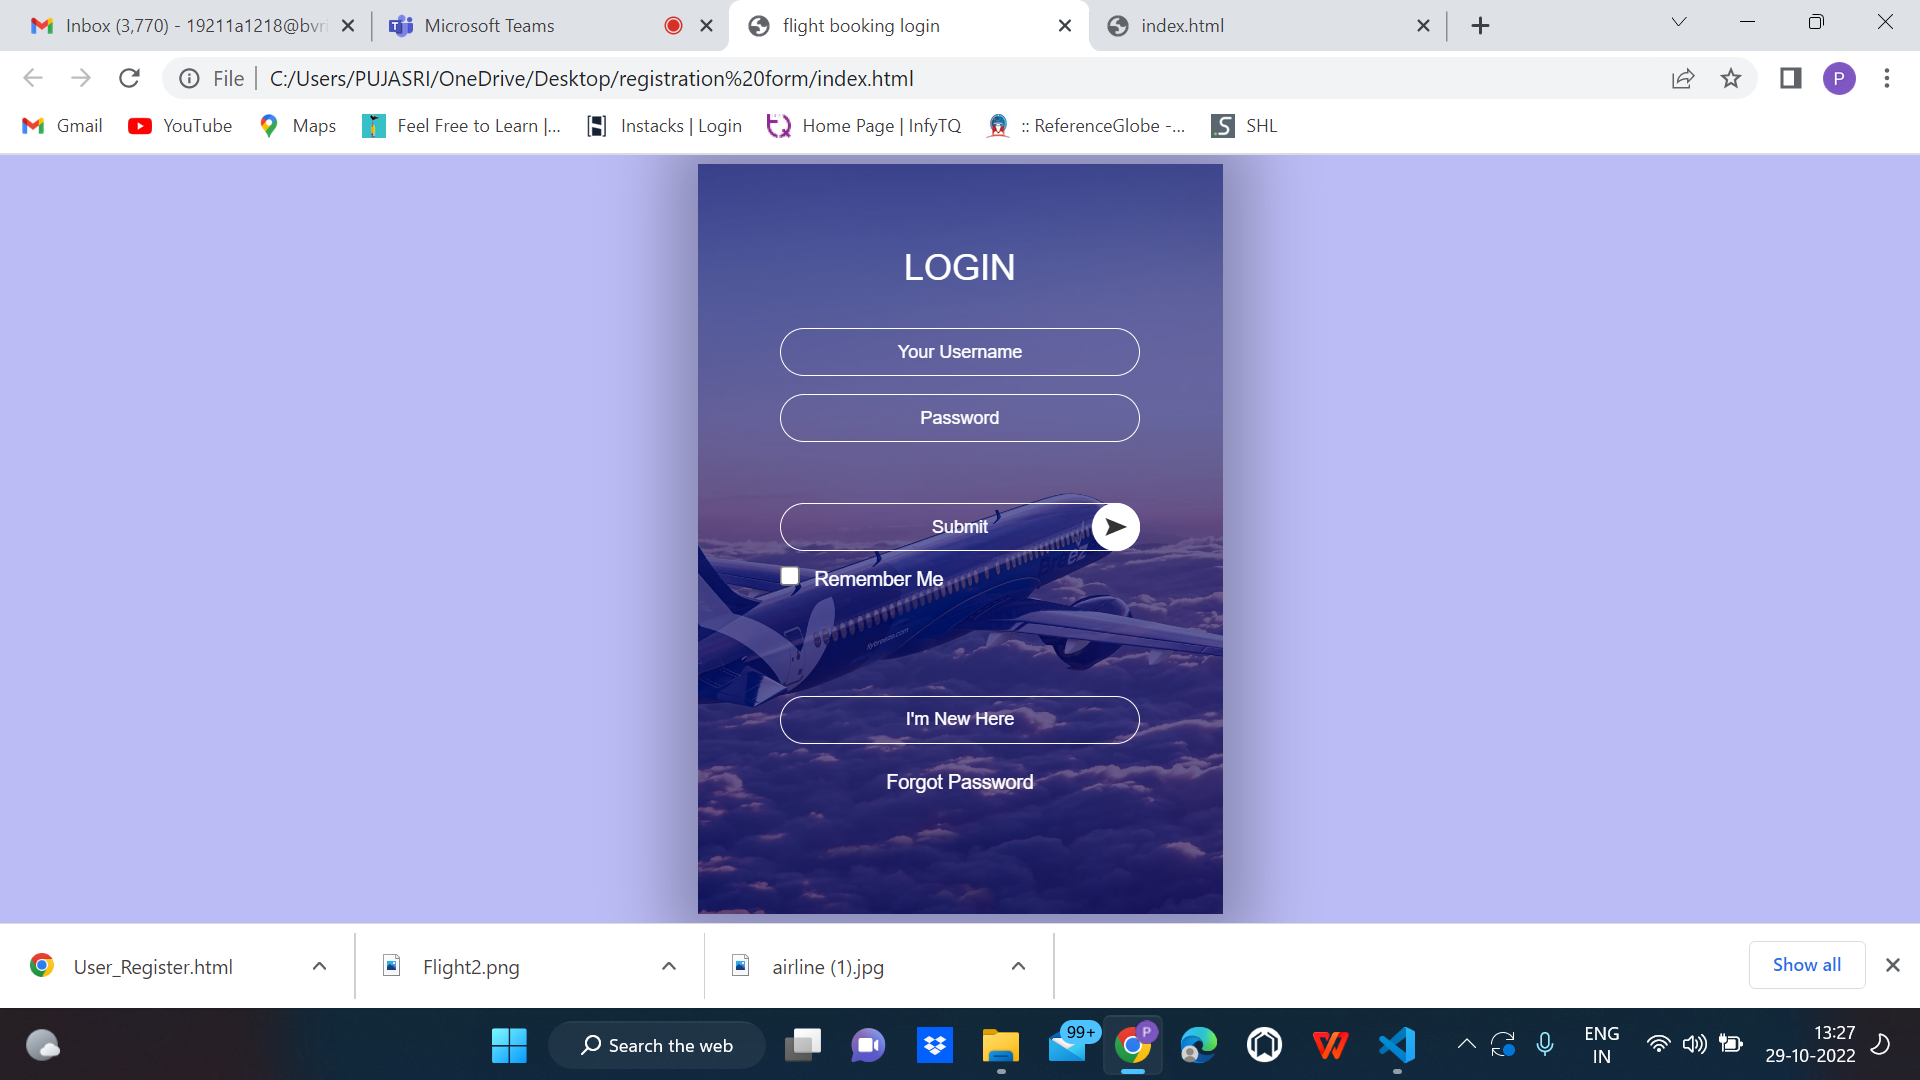 Inbox (3,770) - 19211a1218@bvri
Microsoft Teams
flight booking login
index.html
File
C:/Users/PUJASRI/OneDrive/Desktop/registration%20form/index.html
P
Gmail
YouTube
Maps
Feel Free to Learn |...
Instacks | Login
Home Page | InfyTQ
:: ReferenceGlobe -...
SHL
LOGIN
Your Username
Password
Submit
Remember Me
I'm New Here
Forgot Password
User_Register.html
Flight2.png
airline (1).jpg
Show all
Search the web
99+
P
ENG
IN
13:27
29-10-2022